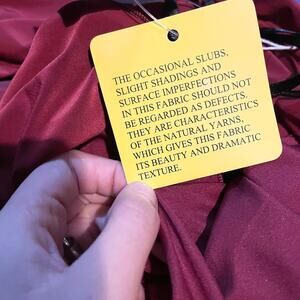 THE OCCASIONAL SLUBS,
SLIGHT SHADINGS AND
SURFACE IMPERFECTIONS
IN THIS FABRIC SHOULD NOT
BE REGARDED AS DEFECTS.
THEY ARE CHARACTERISTICS
OF THE NATURAL YARNS,
WHICH GIVES THIS FABRIC
ITS BEAUTY AND DRAMATIC
TEXTURE.